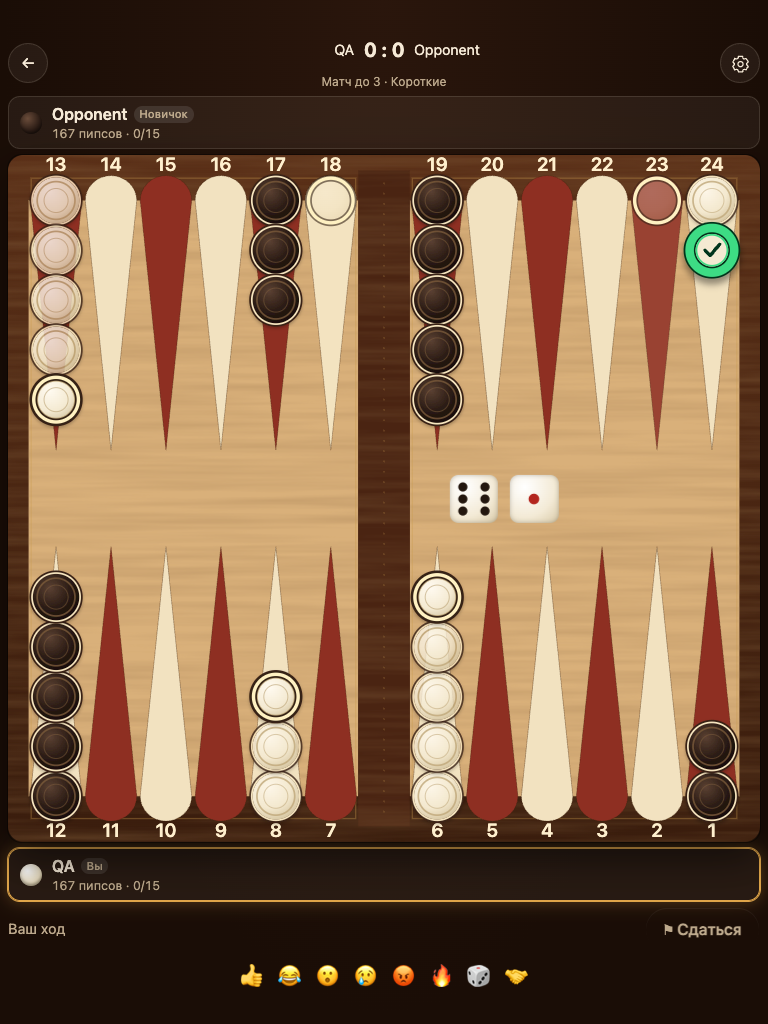 QA 0 : 0 Opponent
Матч до 3 · Короткие
Opponent Новичок
167 пипсов · 0/15
13 14 15 16 17 18 19 20 21 22 23 24
12 11 10 9 8 7 6 5 4 3 2 1
QA Вы
167 пипсов · 0/15
Ваш ход
Сдаться